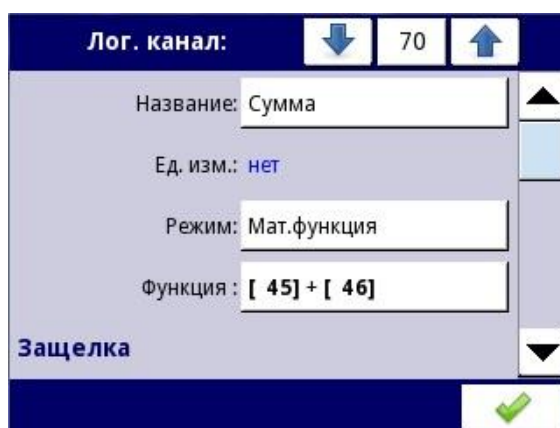 Лог. канал: 70
Название: Сумма
Ед. изм.: нет
Режим: Мат.функция
Функция : [ 45] + [ 46]
Защелка